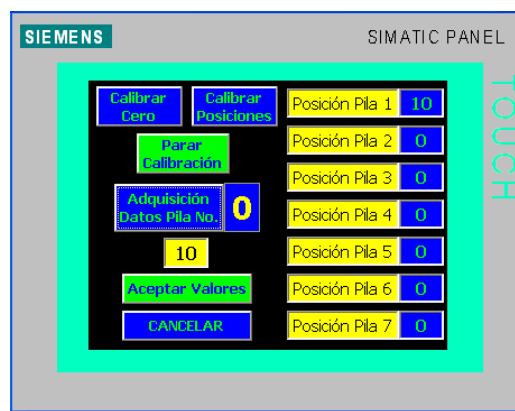 SIEMENS
SIMATIC PANEL
TOUCH
Calibrar
Cero
Calibrar
Posiciones
Parar
Calibración
Adquisición
Datos Pila No.
0
10
Aceptar Valores
CANCELAR
Posición Pila 1 10
Posición Pila 2 0
Posición Pila 3 0
Posición Pila 4 0
Posición Pila 5 0
Posición Pila 6 0
Posición Pila 7 0